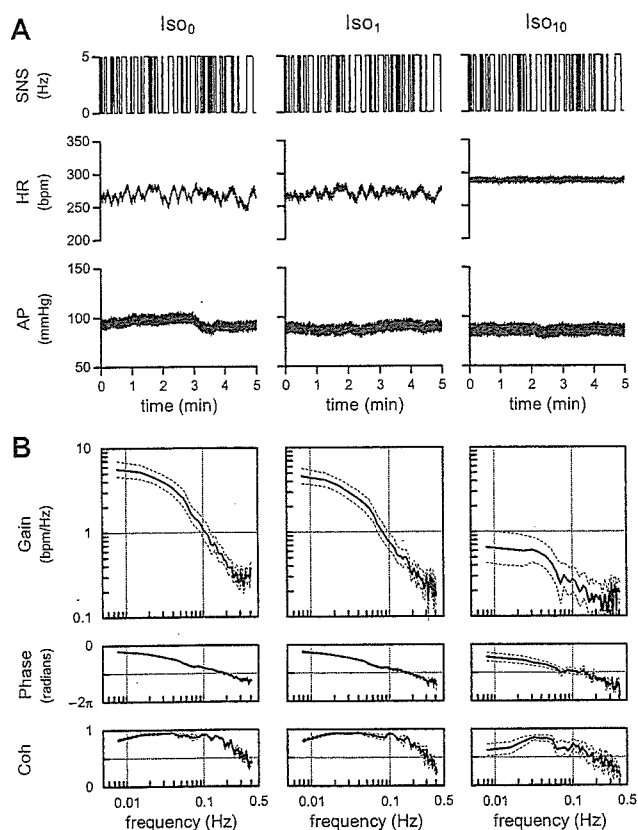 A
Iso0 Iso1 Iso10
SNS (Hz)
5
0
HR (bpm)
350
300
250
200
AP (mmHg)
150
100
50
0 1 2 3 4 5 0 1 2 3 4 5 0 1 2 3 4 5
time (min) time (min) time (min)
B
Gain (bpm/Hz)
10
1
0.1
Phase (radians)
0
−2π
Coh
1
0
0.01 0.1 0.5 0.01 0.1 0.5 0.01 0.1 0.5
frequency (Hz) frequency (Hz) frequency (Hz)